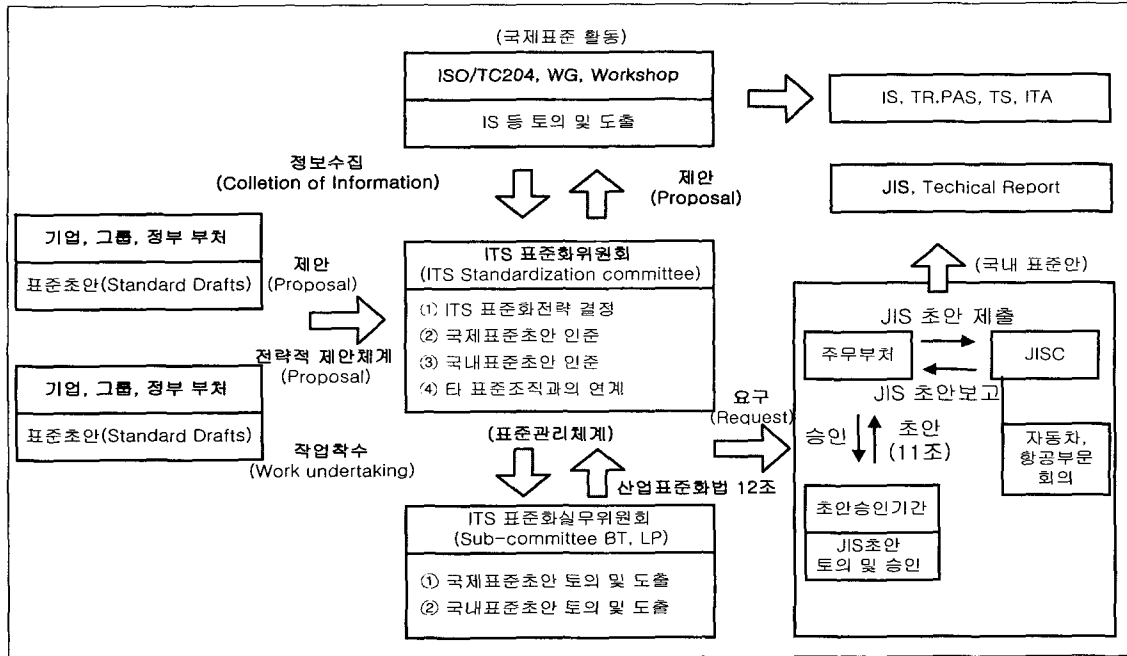 (국제표준 활동)
ISO/TC204, WG, Workshop
IS 등 토의 및 도출
IS, TR.PAS, TS, ITA
정보수집
(Colletion of Information)
제안
(Proposal)
JIS, Techical Report
기업, 그룹, 정부 부처
표준초안(Standard Drafts)
제안
(Proposal)
전략적 제안체계
(Proposal)
기업, 그룹, 정부 부처
표준초안(Standard Drafts)
작업착수
(Work undertaking)
ITS 표준화위원회
(ITS Standardization committee)
① ITS 표준화전략 결정
② 국제표준초안 인준
③ 국내표준초안 인준
④ 타 표준조직과의 연계
(표준관리체계)
산업표준화법 12조
ITS 표준화실무위원회
(Sub-committee BT, LP)
① 국제표준초안 토의 및 도출
② 국내표준초안 토의 및 도출
요구
(Request)
(국내 표준안)
JIS 초안 제출
주무부처
JISC
JIS 초안보고
승인
초안
(11조)
자동차,
항공부문
회의
초안승인기간
JIS초안
토의 및 승인